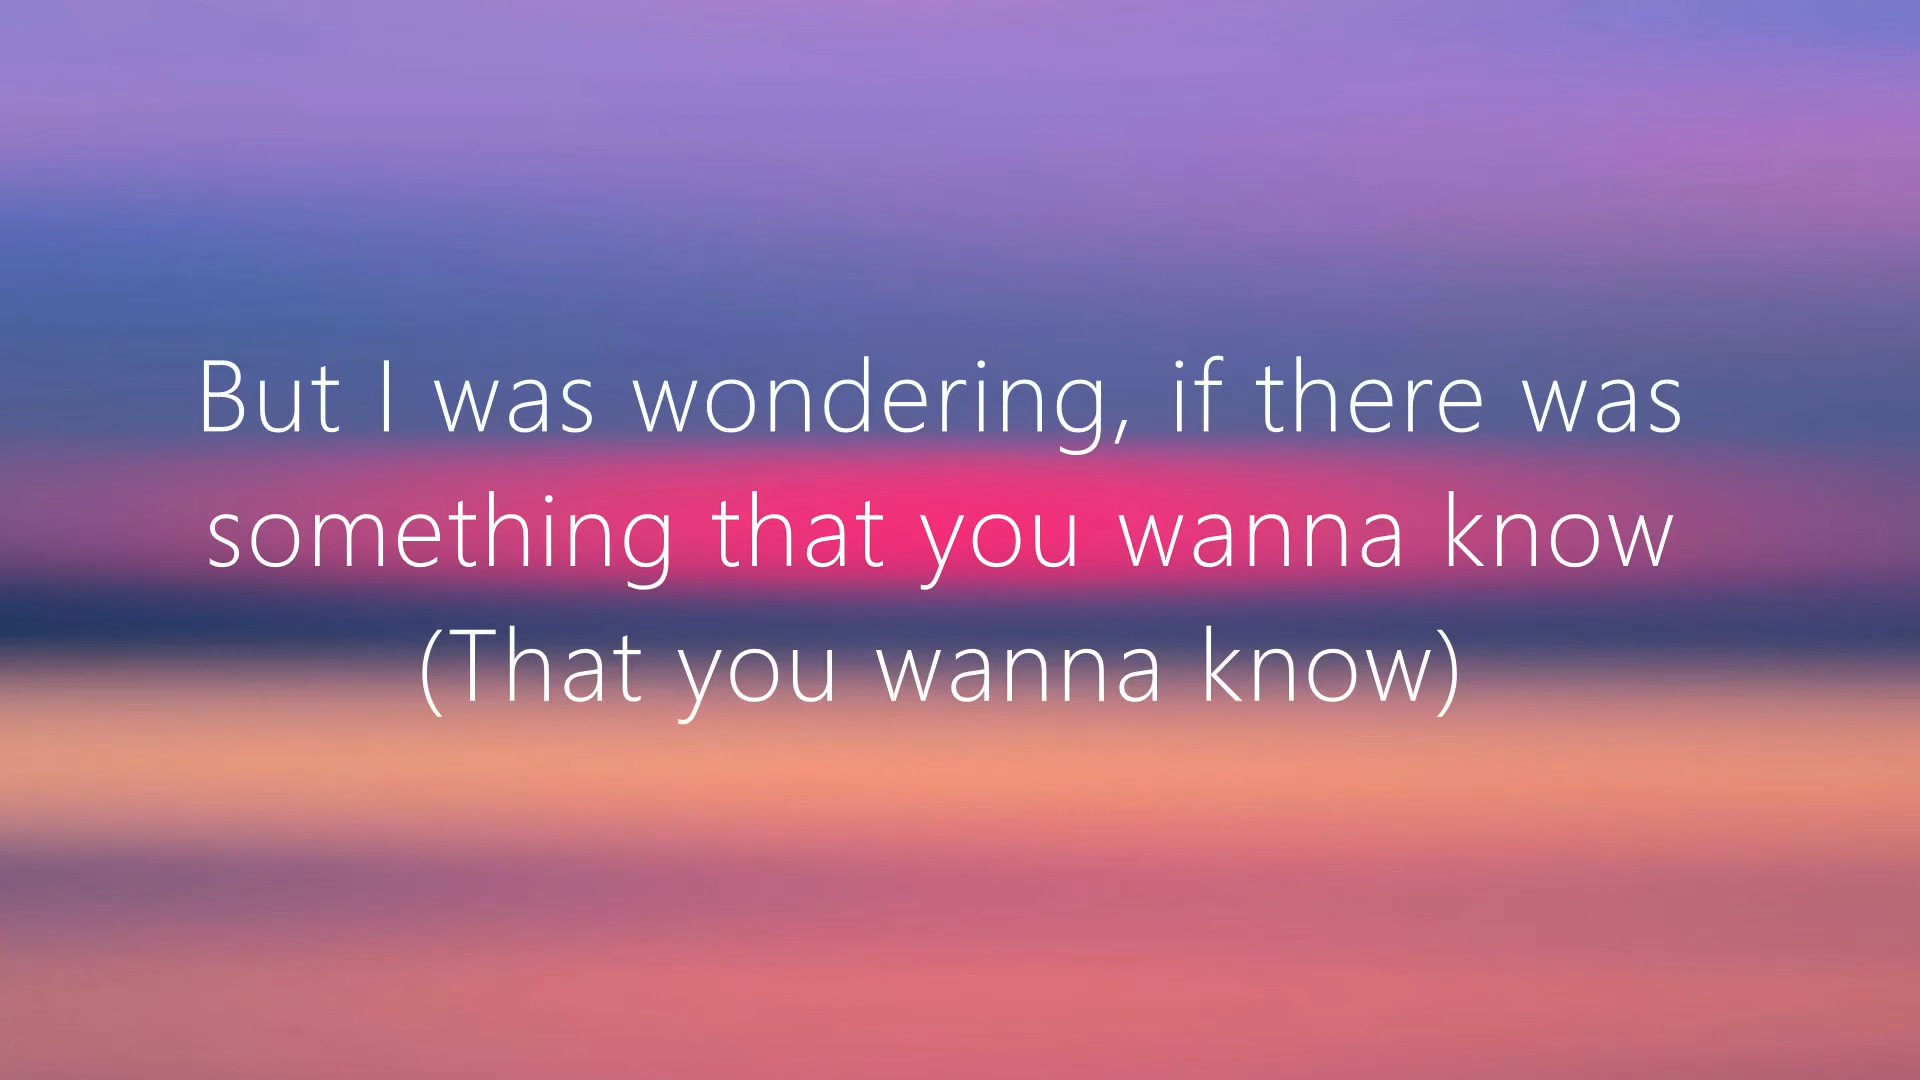 But I was wondering, if there was
something that you wanna know
(That you wanna know)